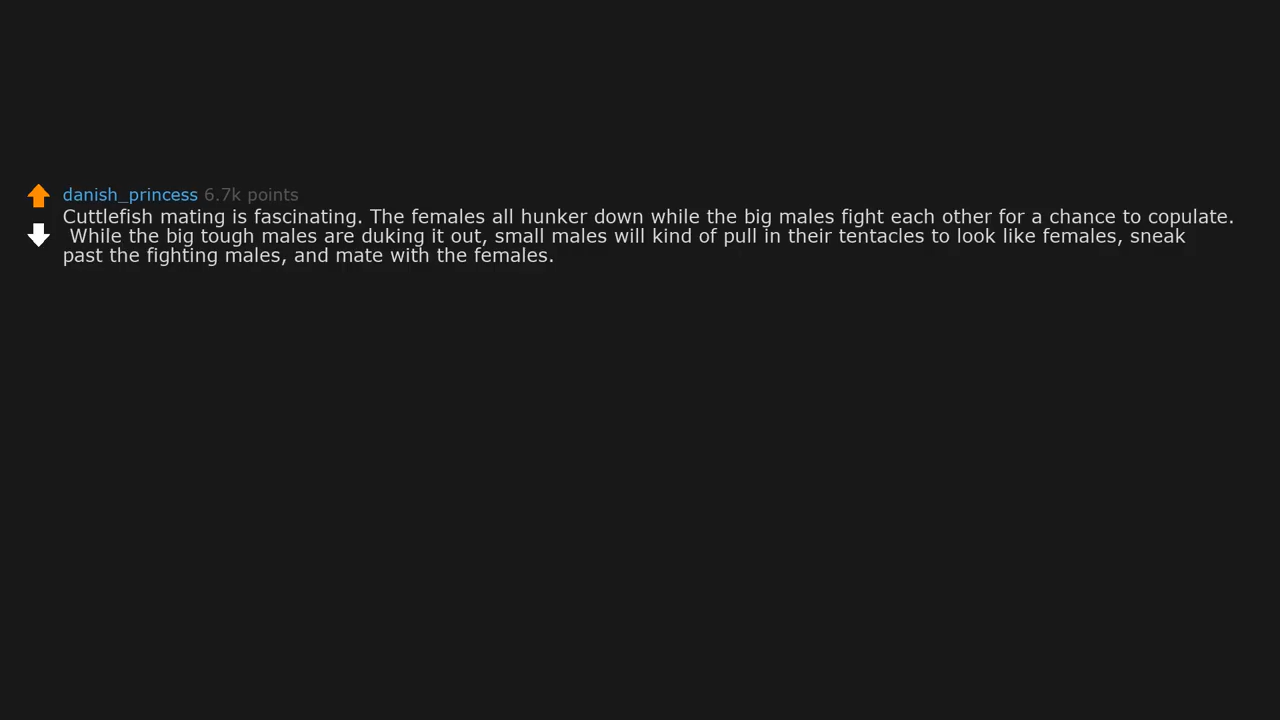 danish_princess 6.7k points
Cuttlefish mating is fascinating. The females all hunker down while the big males fight each other for a chance to copulate.
While the big tough males are duking it out, small males will kind of pull in their tentacles to look like females, sneak
past the fighting males, and mate with the females.